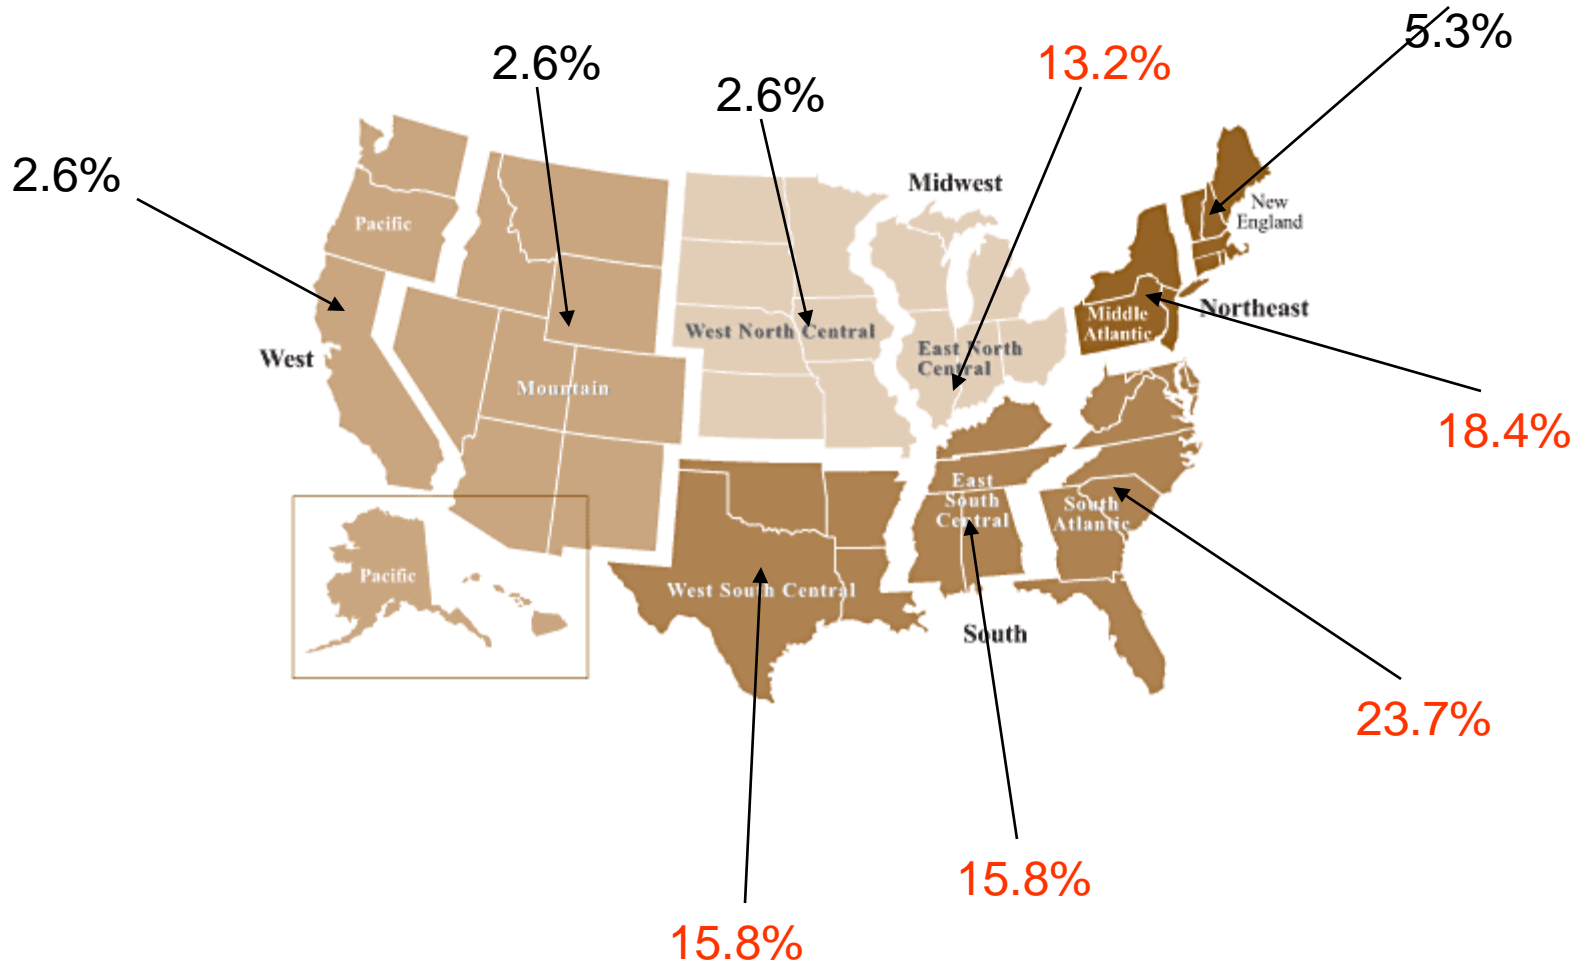 5.3%
2.6%
13.2%
2.6%
2.6%
Midwest
New
England
Pacific
Northeast
Middle
Atlantic
West North Central
East North
Central
West
Mountain
18.4%
East
South
Central
South
Atlantic
Pacific
West South Central
South
23.7%
15.8%
15.8%